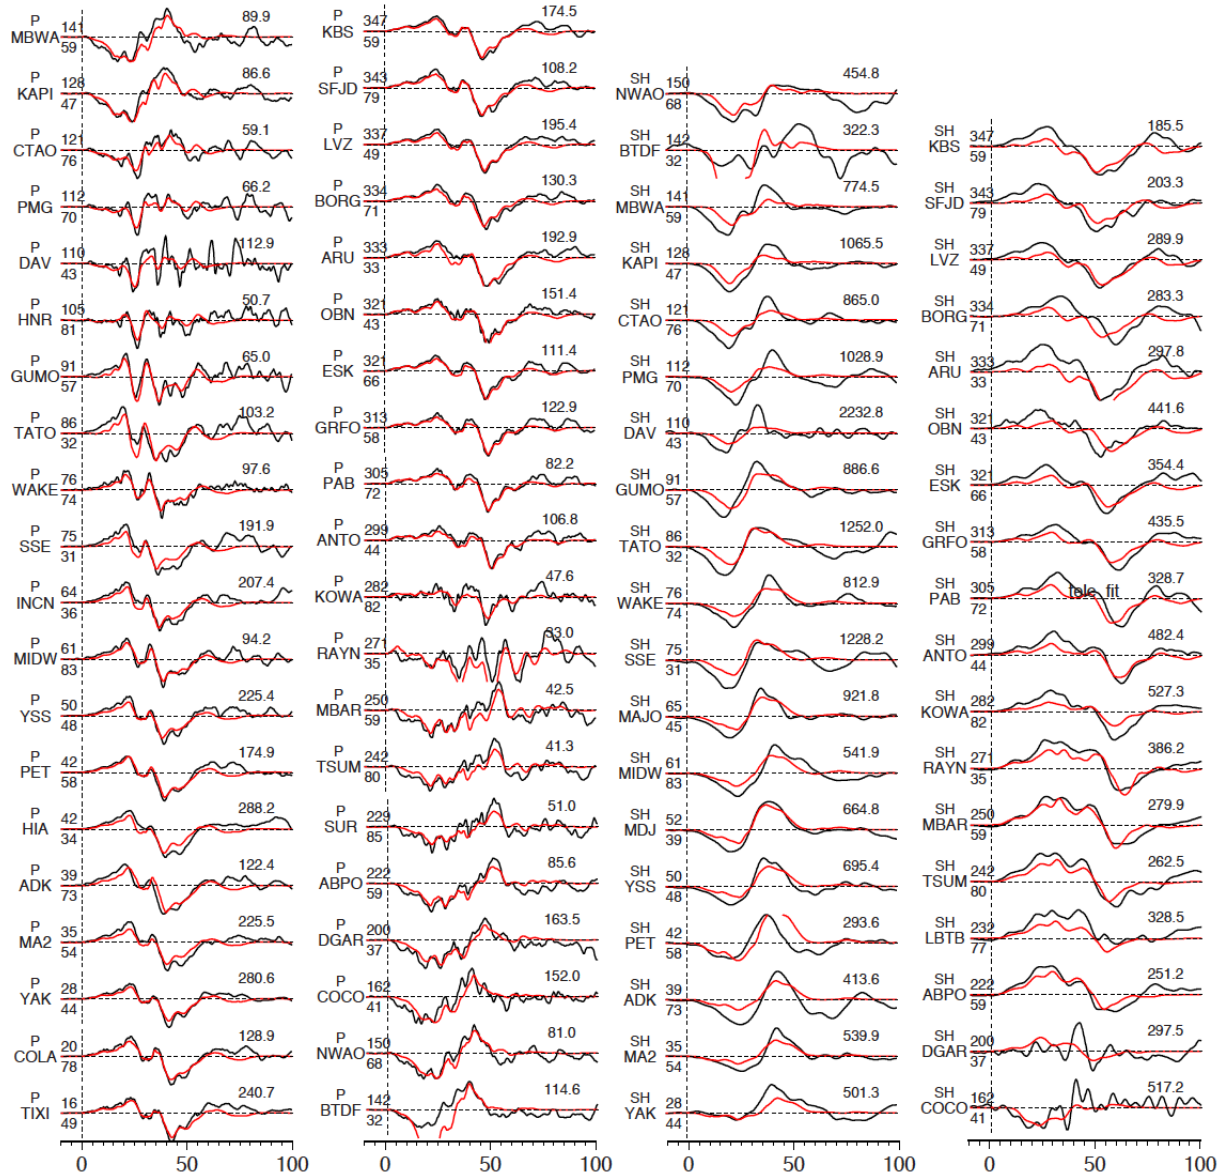 P
MBWA 141 59 89.9
P
KAPI 128 47 86.6
P
CTAO 121 76 59.1
P
PMG 112 70 66.2
P
DAV 110 43 112.9
P
HNR 105 81 50.7
P
GUMO 91 57 65.0
P
TATO 86 32 103.2
P
WAKE 76 74 97.6
P
SSE 75 31 191.9
P
INCN 64 36 207.4
P
MIDW 61 83 94.2
P
YSS 50 48 225.4
P
PET 42 58 174.9
P
HIA 42 34 288.2
P
ADK 39 73 122.4
P
MA2 35 54 225.5
P
YAK 28 44 280.6
P
COLA 20 78 128.9
P
TIXI 16 49 240.7
0 50 100
P
KBS 347 59 174.5
P
SFJD 343 79 108.2
P
LVZ 337 49 195.4
P
BORG 334 71 130.3
P
ARU 333 33 192.9
P
OBN 321 43 151.4
P
ESK 321 66 111.4
P
GRFO 313 58 122.9
P
PAB 305 72 82.2
P
ANTO 299 44 106.8
P
KOWA 282 82 47.6
P
RAYN 271 35 33.0
P
MBAR 250 59 42.5
P
TSUM 242 80 41.3
P
SUR 229 85 51.0
P
ABPO 222 59 85.6
P
DGAR 200 37 163.5
P
COCO 162 41 152.0
P
NWAO 150 68 81.0
P
BTDF 142 32 114.6
0 50 100
SH
NWAO 150 68 454.8
SH
BTDF 142 32 322.3
SH
MBWA 141 59 774.5
SH
KAPI 128 47 1065.5
SH
CTAO 121 76 865.0
SH
PMG 112 70 1028.9
SH
DAV 110 43 2232.8
SH
GUMO 91 57 886.6
SH
TATO 86 32 1252.0
SH
WAKE 76 74 812.9
SH
SSE 75 31 1228.2
SH
MAJO 65 45 921.8
SH
MIDW 61 83 541.9
SH
MDJ 52 39 664.8
SH
YSS 50 48 695.4
SH
PET 42 58 293.6
SH
ADK 39 73 413.6
SH
MA2 35 54 539.9
SH
YAK 28 44 501.3
0 50 100
SH
KBS 347 59 185.5
SH
SFJD 343 79 203.3
SH
LVZ 337 49 289.9
SH
BORG 334 71 283.3
SH
ARU 333 33 297.8
SH
OBN 321 43 441.6
SH
ESK 321 66 354.4
SH
GRFO 313 58 435.5
SH
PAB 305 72 tele fit 328.7
SH
ANTO 299 44 482.4
SH
KOWA 282 82 527.3
SH
RAYN 271 35 386.2
SH
MBAR 250 59 279.9
SH
TSUM 242 80 262.5
SH
LBTB 232 77 328.5
SH
ABPO 222 59 251.2
SH
DGAR 200 37 297.5
SH
COCO 162 41 517.2
0 50 100